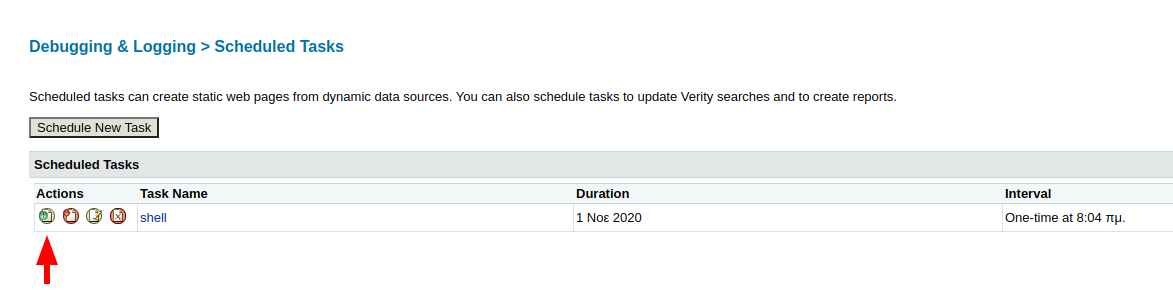 Debugging & Logging > Scheduled Tasks
Scheduled tasks can create static web pages from dynamic data sources. You can also schedule tasks to update Verity searches and to create reports.
Schedule New Task
Scheduled Tasks
Actions Task Name Duration Interval
shell 1 Νοε 2020 One-time at 8:04 πμ.